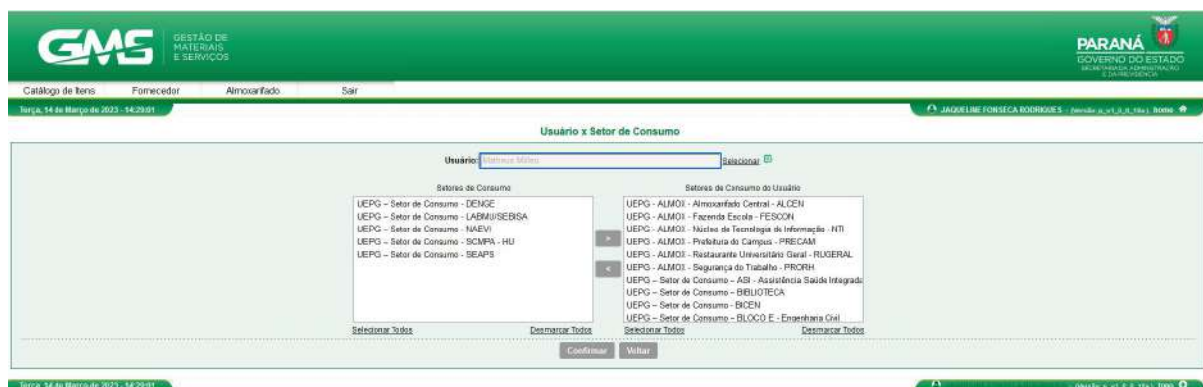 GMS
GESTÃO DE
MATERIAIS
E SERVIÇOS
PARANÁ
GOVERNO DO ESTADO
SECRETARIA DA ADMINISTRAÇÃO
E DA PREVIDÊNCIA
Catálogo de Itens Fornecedor Almoxarifado Sair
Terça, 14 de Março de 2023 - 14:29:01
JAQUELINE FONSECA RODRIGUES - home
Usuário x Setor de Consumo
Usuário: Matheus Selecionar
Setores de Consumo
UEPG – Setor de Consumo - DENGE
UEPG – Setor de Consumo - LABMU/SEBISA
UEPG – Setor de Consumo - NAEVI
UEPG – Setor de Consumo - SCMPA - HU
UEPG – Setor de Consumo - SEAPS
Selecionar Todos Desmarcar Todos
>
<
Setores de Consumo do Usuário
UEPG - ALMOX - Almoxarifado Central - ALCEN
UEPG - ALMOX - Fazenda Escola - FESCON
UEPG - ALMOX - Núcleo de Tecnologia de Informação - NTI
UEPG - ALMOX - Prefeitura do Campus - PRECAM
UEPG - ALMOX - Restaurante Universitário Geral - RUGERAL
UEPG - ALMOX - Segurança do Trabalho - PRORH
UEPG – Setor de Consumo – ASI - Assistência Saúde Integrada
UEPG – Setor de Consumo – BIBLIOTECA
UEPG – Setor de Consumo - BICEN
UEPG – Setor de Consumo – BLOCO E - Engenharia Civil
Selecionar Todos Desmarcar Todos
Confirmar Voltar
Terça, 14 de Março de 2023 - 14:29:01